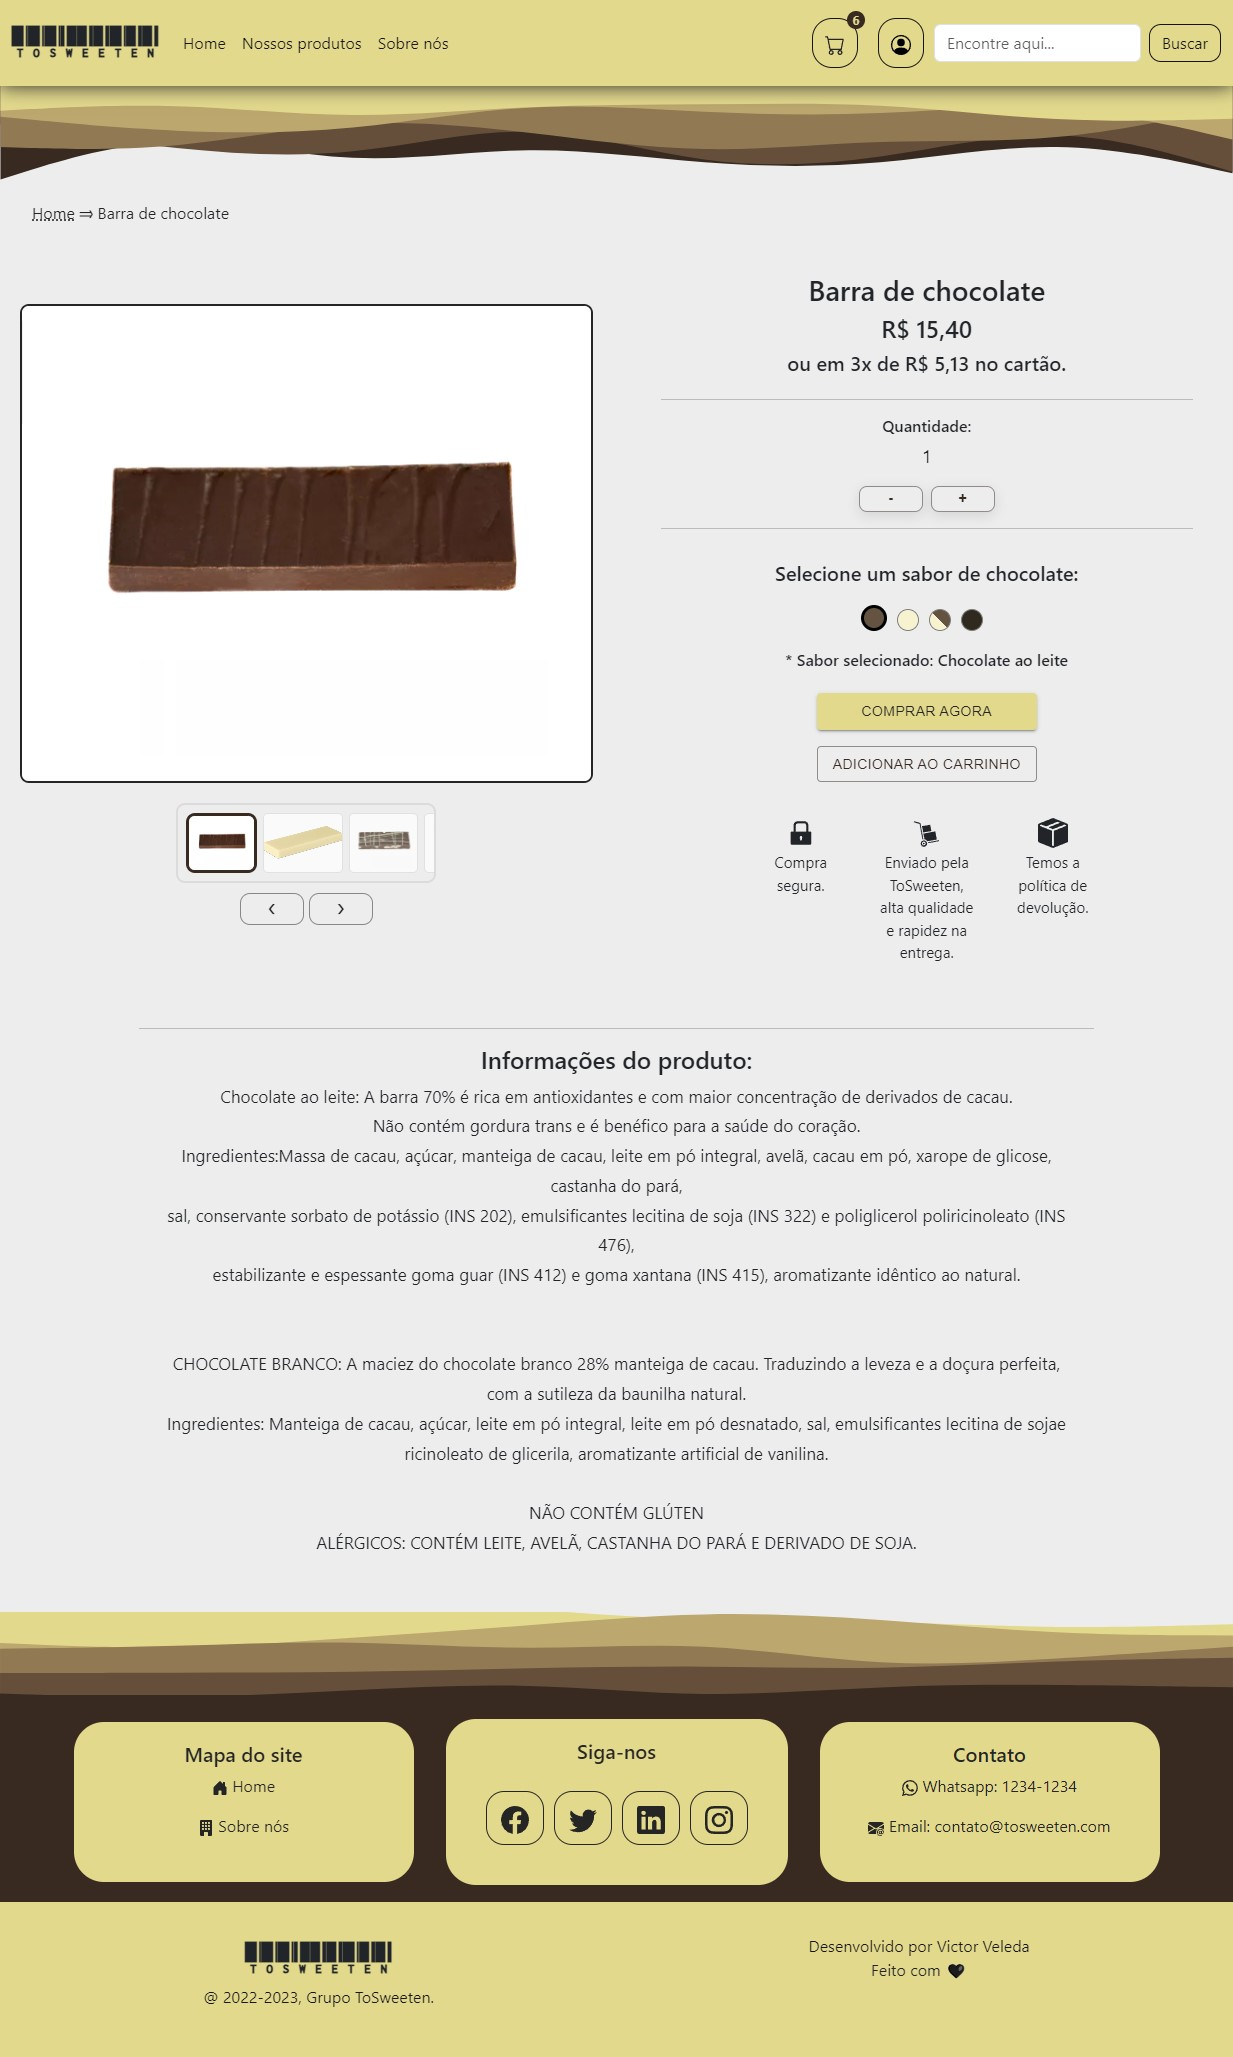 TOSWEETEN
Home
Nossos produtos
Sobre nós
6
Encontre aqui...
Buscar
Home ⇒ Barra de chocolate
Barra de chocolate
R$ 15,40
ou em 3x de R$ 5,13 no cartão.
Quantidade:
1
-
+
Selecione um sabor de chocolate:
* Sabor selecionado: Chocolate ao leite
COMPRAR AGORA
ADICIONAR AO CARRINHO
‹
›
Compra
segura.
Enviado pela
ToSweeten,
alta qualidade
e rapidez na
entrega.
Temos a
política de
devolução.
Informações do produto:
Chocolate ao leite: A barra 70% é rica em antioxidantes e com maior concentração de derivados de cacau.
Não contém gordura trans e é benéfico para a saúde do coração.
Ingredientes:Massa de cacau, açúcar, manteiga de cacau, leite em pó integral, avelã, cacau em pó, xarope de glicose,
castanha do pará,
sal, conservante sorbato de potássio (INS 202), emulsificantes lecitina de soja (INS 322) e poliglicerol poliricinoleato (INS
476),
estabilizante e espessante goma guar (INS 412) e goma xantana (INS 415), aromatizante idêntico ao natural.
CHOCOLATE BRANCO: A maciez do chocolate branco 28% manteiga de cacau. Traduzindo a leveza e a doçura perfeita,
com a sutileza da baunilha natural.
Ingredientes: Manteiga de cacau, açúcar, leite em pó integral, leite em pó desnatado, sal, emulsificantes lecitina de sojae
ricinoleato de glicerila, aromatizante artificial de vanilina.
NÃO CONTÉM GLÚTEN
ALÉRGICOS: CONTÉM LEITE, AVELÃ, CASTANHA DO PARÁ E DERIVADO DE SOJA.
Mapa do site
Home
Sobre nós
Siga-nos
Contato
Whatsapp: 1234-1234
Email: contato@tosweeten.com
TOSWEETEN
@ 2022-2023, Grupo ToSweeten.
Desenvolvido por Victor Veleda
Feito com